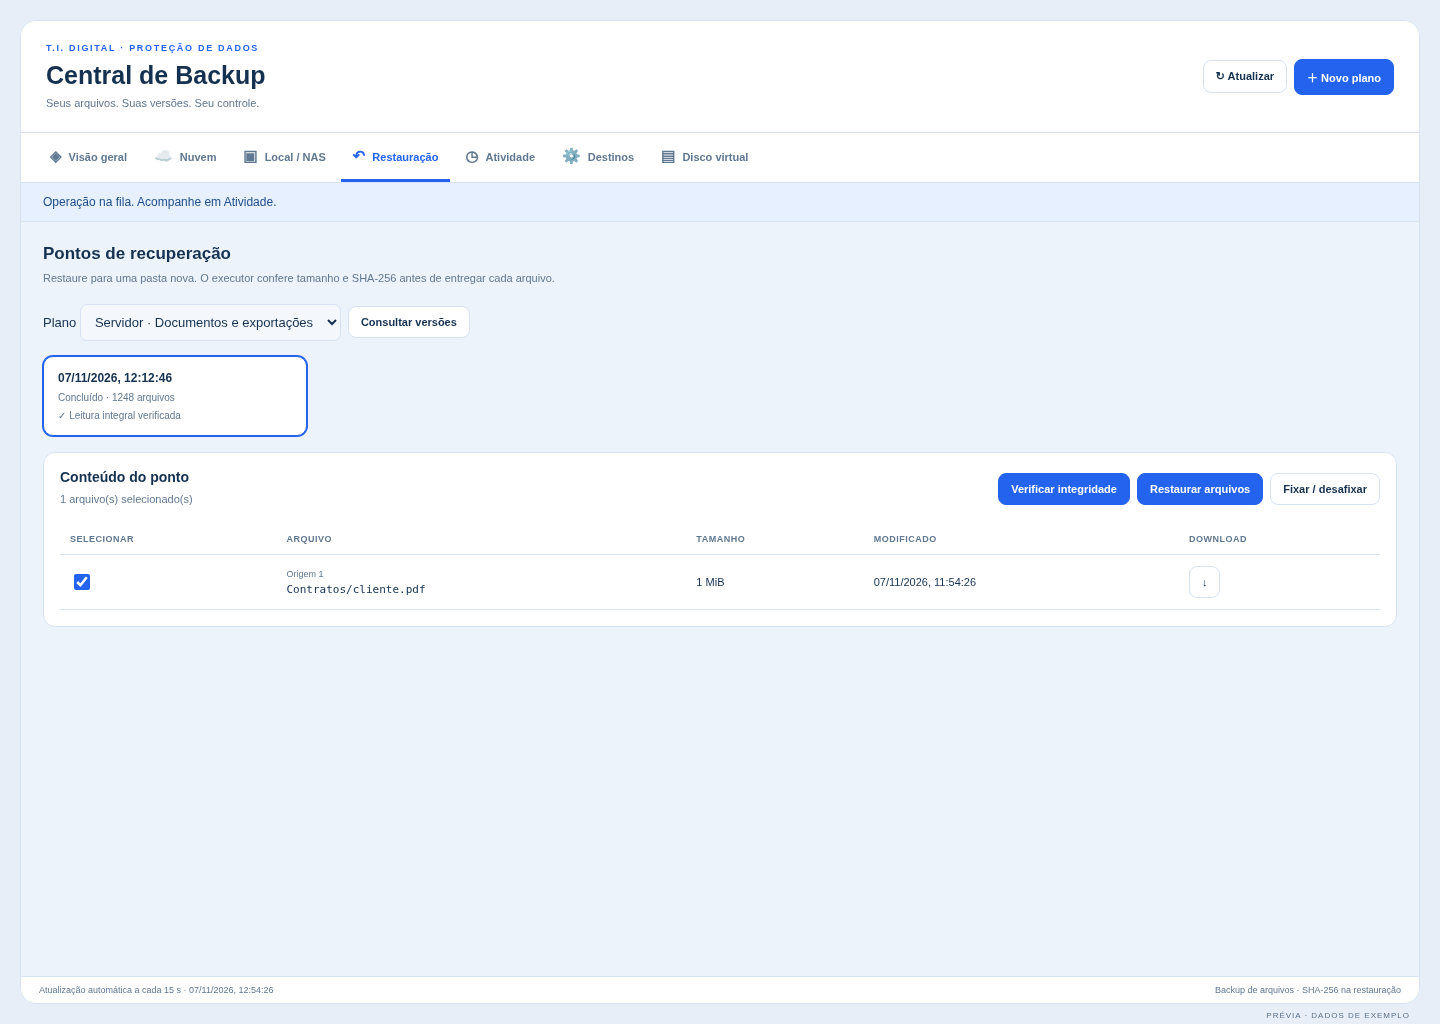 T.I. DIGITAL · PROTEÇÃO DE DADOS
Central de Backup
Seus arquivos. Suas versões. Seu controle.
↻ Atualizar
＋ Novo plano
◈ Visão geral
☁️ Nuvem
▣ Local / NAS
↶ Restauração
◷ Atividade
⚙️ Destinos
▤ Disco virtual
Operação na fila. Acompanhe em Atividade.
Pontos de recuperação
Restaure para uma pasta nova. O executor confere tamanho e SHA-256 antes de entregar cada arquivo.
Plano Servidor · Documentos e exportações Consultar versões
07/11/2026, 12:12:46
Concluído · 1248 arquivos
✓ Leitura integral verificada
Conteúdo do ponto
1 arquivo(s) selecionado(s)
Verificar integridade Restaurar arquivos Fixar / desafixar
SELECIONAR ARQUIVO TAMANHO MODIFICADO DOWNLOAD
Origem 1
Contratos/cliente.pdf 1 MiB 07/11/2026, 11:54:26 ↓
Atualização automática a cada 15 s · 07/11/2026, 12:54:26
Backup de arquivos · SHA-256 na restauração
PRÉVIA · DADOS DE EXEMPLO